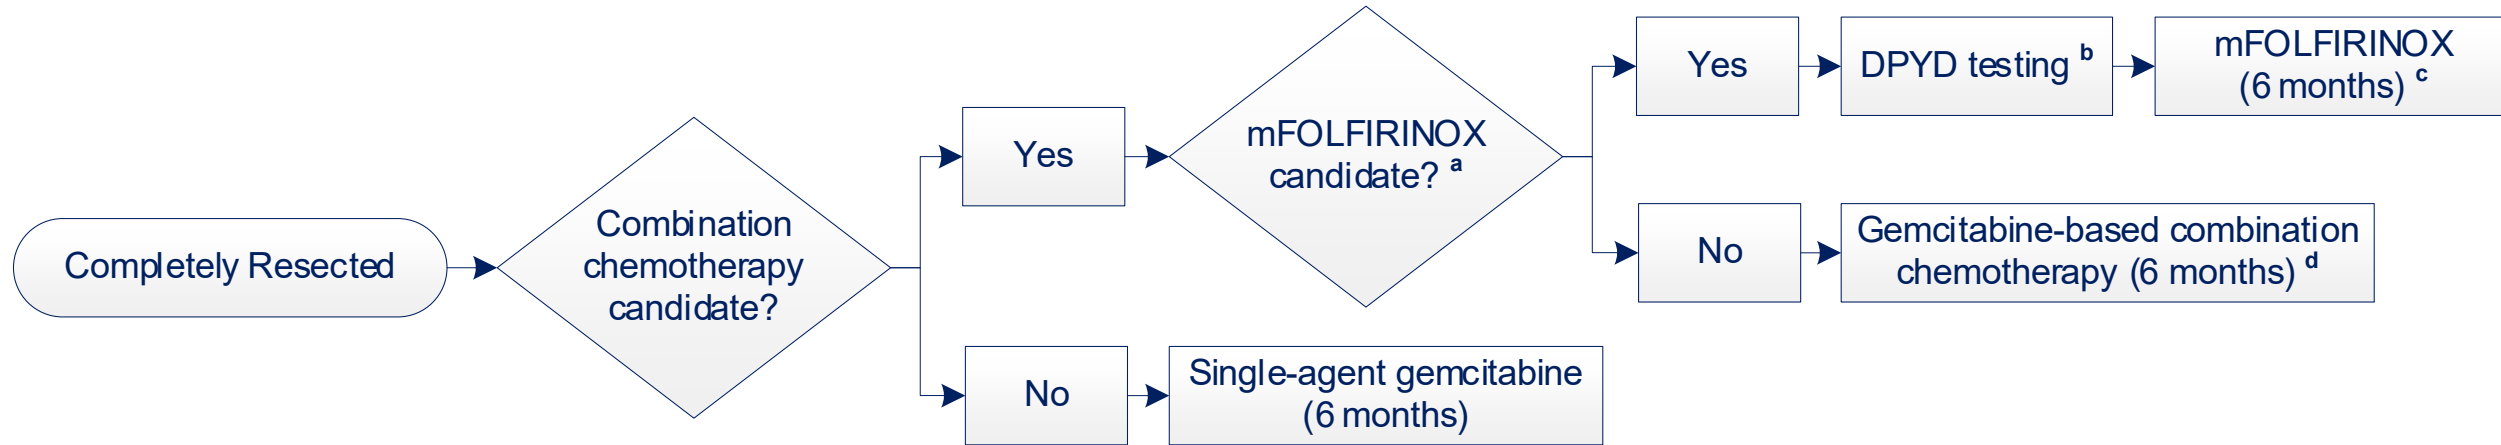 Completely Resected
Combination
chemotherapy
candidate?
Yes
No
Single-agent gemcitabine
(6 months)
mFOLFIRINOX
candidate? a
Yes
DPYD testing b
mFOLFIRINOX
(6 months) c
No
Gemcitabine-based combination
chemotherapy (6 months) d